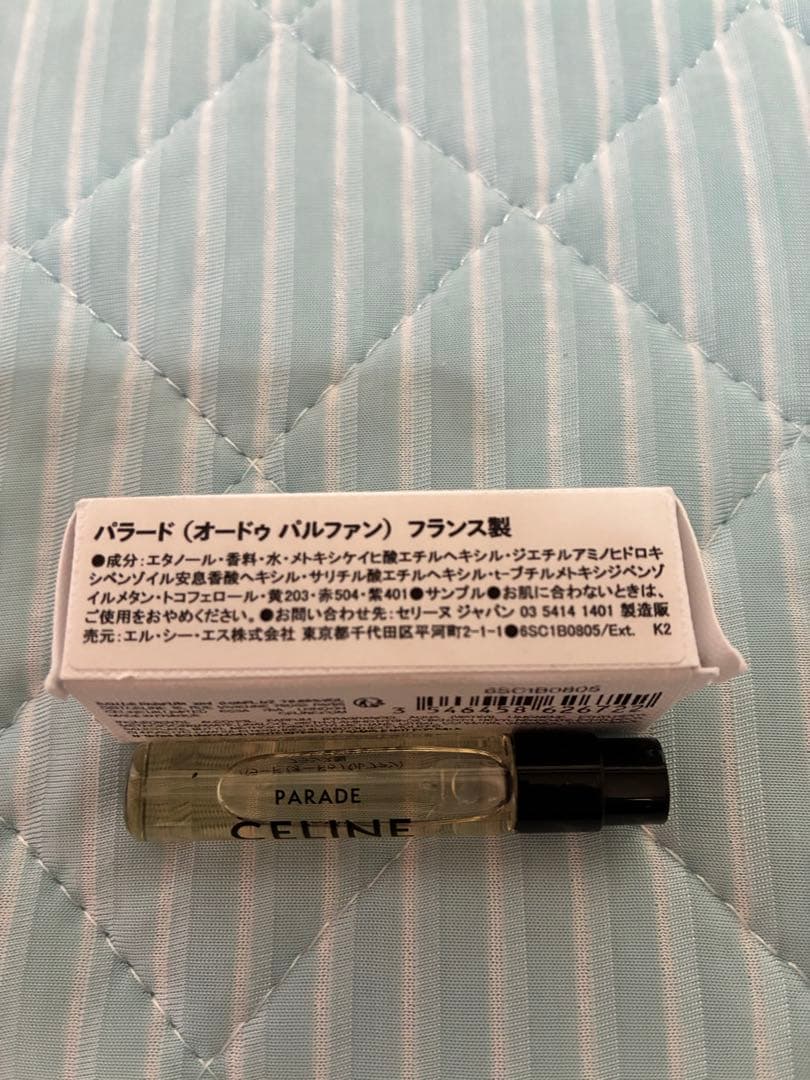 パラード（オードゥ パルファン） フランス製
●成分：エタノール・香料・水・メトキシケイヒ酸エチルヘキシル・ジエチルアミノヒドロキ
シベンゾイル安息香酸ヘキシル・サリチル酸エチルヘキシル・t-ブチルメトキシジベンゾ
イルメタン・トコフェロール・黄203・赤504・紫401●サンプル●お肌に合わないときは、
ご使用をおやめください。●お問い合わせ先：セリーヌ ジャパン 03 5414 1401 製造販
売元：エル・シー・エス株式会社 東京都千代田区平河町2-1-1●6SC1B0805/Ext. K2
6SC1B0805
PARADE
CELINE